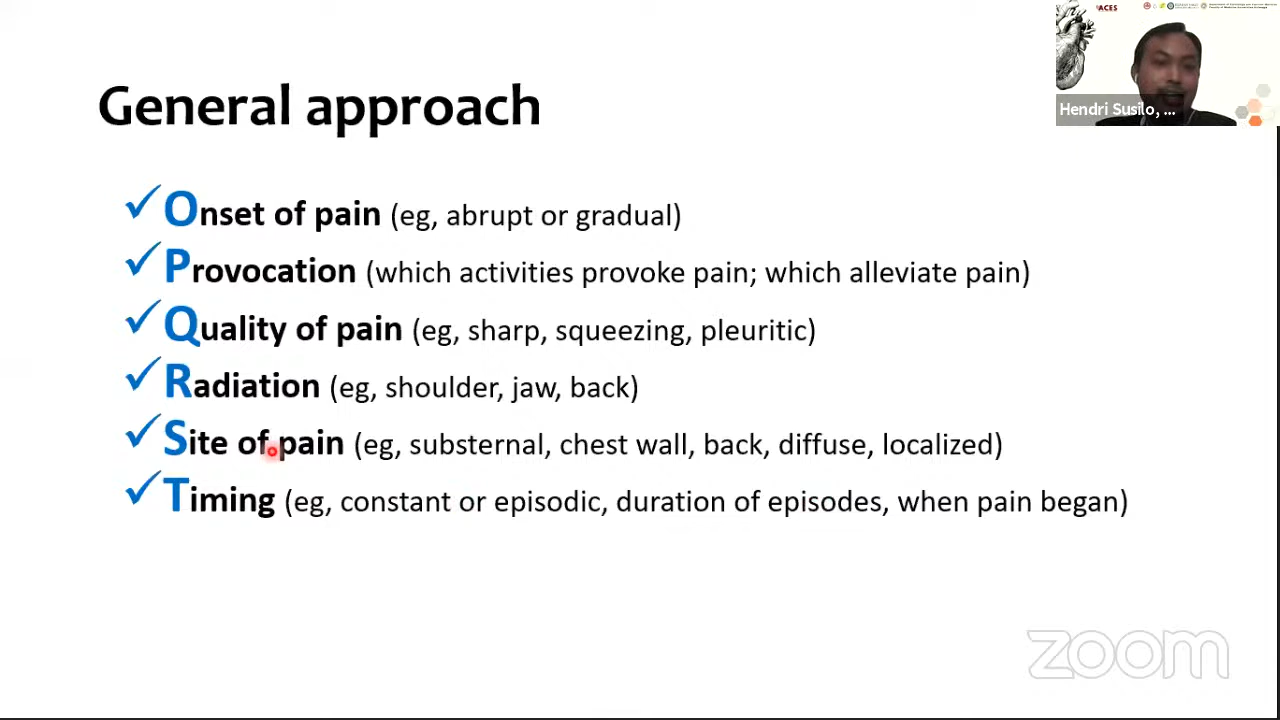 ACES
Hendri Susilo, ...
General approach
✓ Onset of pain (eg, abrupt or gradual)
✓ Provocation (which activities provoke pain; which alleviate pain)
✓ Quality of pain (eg, sharp, squeezing, pleuritic)
✓ Radiation (eg, shoulder, jaw, back)
✓ Site of pain (eg, substernal, chest wall, back, diffuse, localized)
✓ Timing (eg, constant or episodic, duration of episodes, when pain began)
zoom